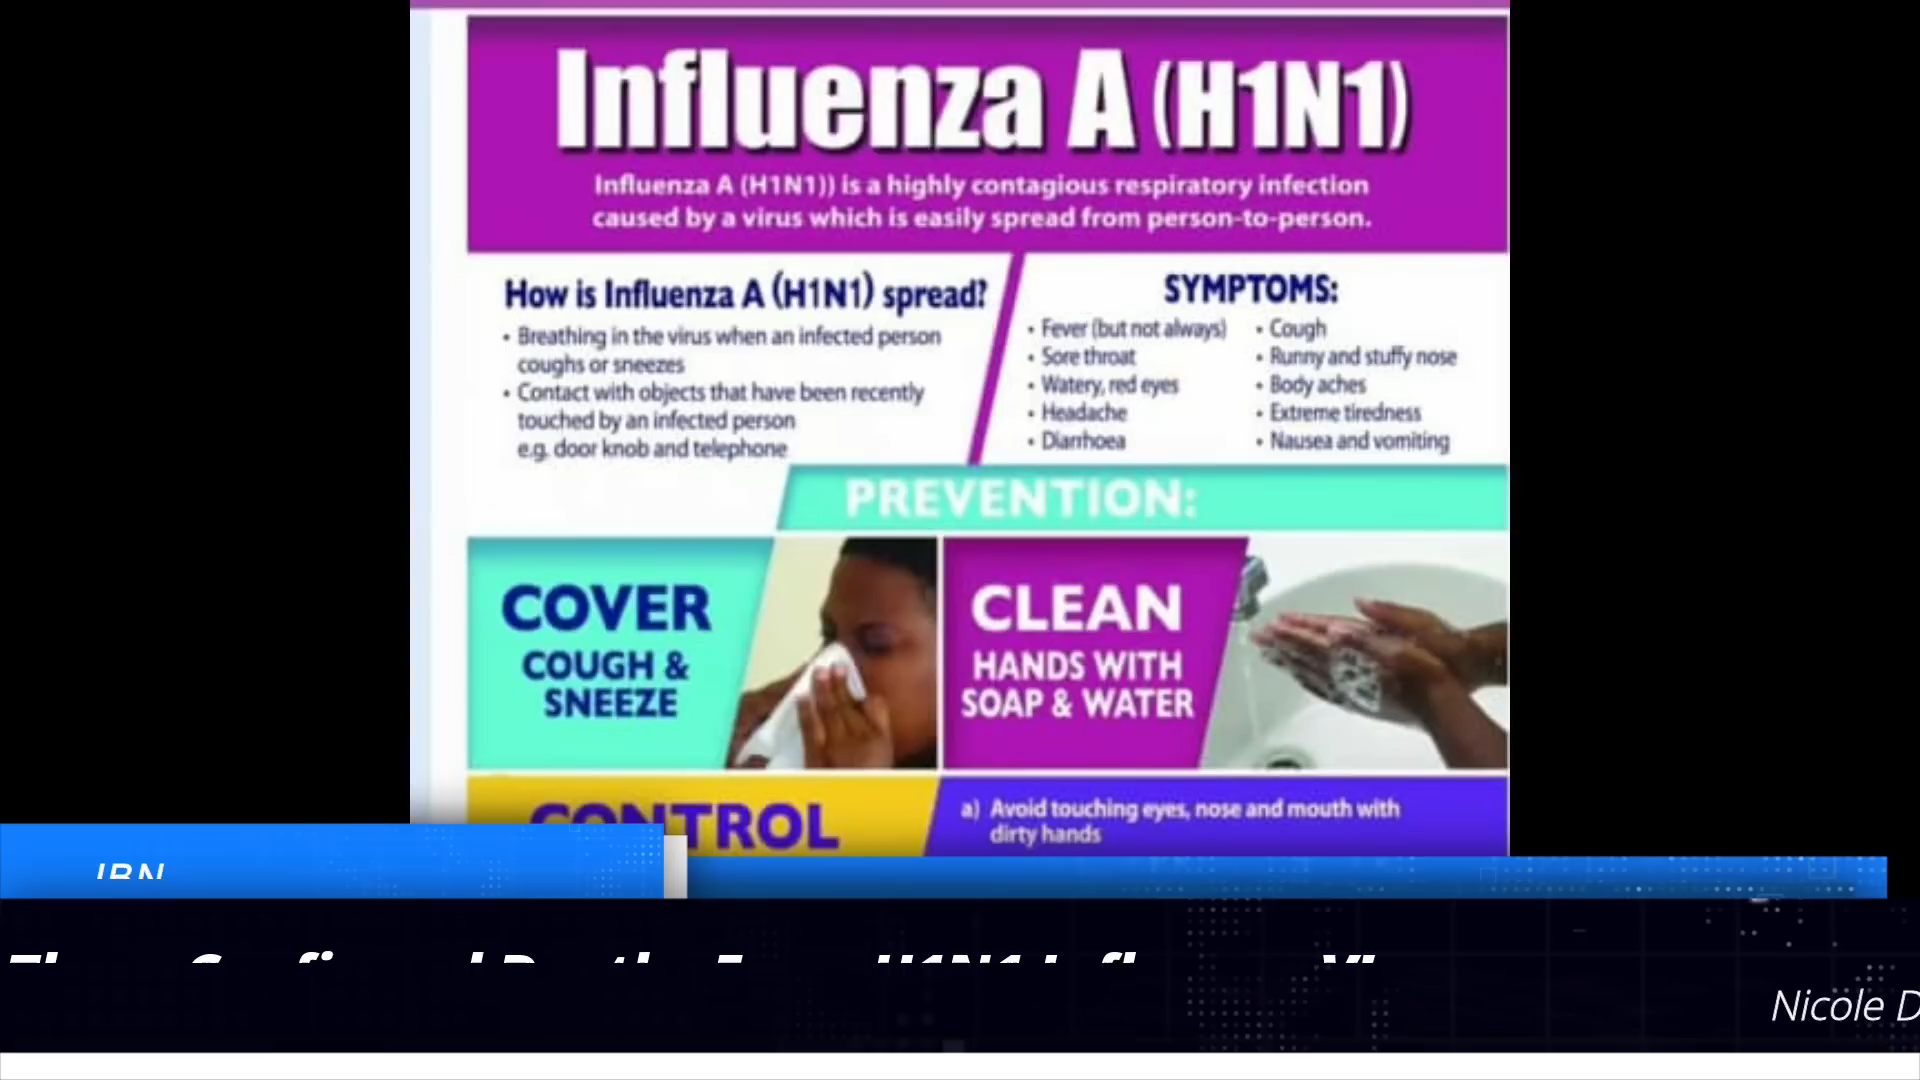 Influenza A (H1N1)
Influenza A (H1N1)) is a highly contagious respiratory infection
caused by a virus which is easily spread from person-to-person.
How is Influenza A (H1N1) spread?
• Breathing in the virus when an infected person
coughs or sneezes
• Contact with objects that have been recently
touched by an infected person
e.g. door knob and telephone
SYMPTOMS:
• Fever (but not always)
• Sore throat
• Watery, red eyes
• Headache
• Diarrhoea
• Cough
• Runny and stuffy nose
• Body aches
• Extreme tiredness
• Nausea and vomiting
PREVENTION:
COVER
COUGH &
SNEEZE
CLEAN
HANDS WITH
SOAP & WATER
CONTROL
a) Avoid touching eyes, nose and mouth with
dirty hands
H1N1
Nicole D